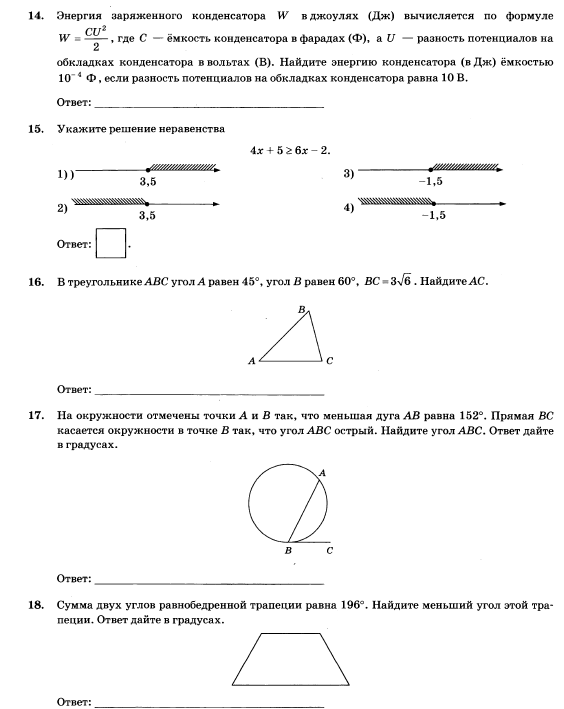 14. Энергия заряженного конденсатора W в джоулях (Дж) вычисляется по формуле
W = CU²/2, где C — ёмкость конденсатора в фарадах (Ф), а U — разность потенциалов на
обкладках конденсатора в вольтах (В). Найдите энергию конденсатора (в Дж) ёмкостью
10⁻⁴ Ф, если разность потенциалов на обкладках конденсатора равна 10 В.
Ответ:
15. Укажите решение неравенства
4x + 5 ≥ 6x − 2.
1) ) 3,5
3) −1,5
2) 3,5
4) −1,5
Ответ: .
16. В треугольнике ABC угол A равен 45°, угол B равен 60°, BC = 3√6 . Найдите AC.
B
A C
Ответ:
17. На окружности отмечены точки A и B так, что меньшая дуга AB равна 152°. Прямая BC
касается окружности в точке B так, что угол ABC острый. Найдите угол ABC. Ответ дайте
в градусах.
A
B C
Ответ:
18. Сумма двух углов равнобедренной трапеции равна 196°. Найдите меньший угол этой тра-
пеции. Ответ дайте в градусах.
Ответ: